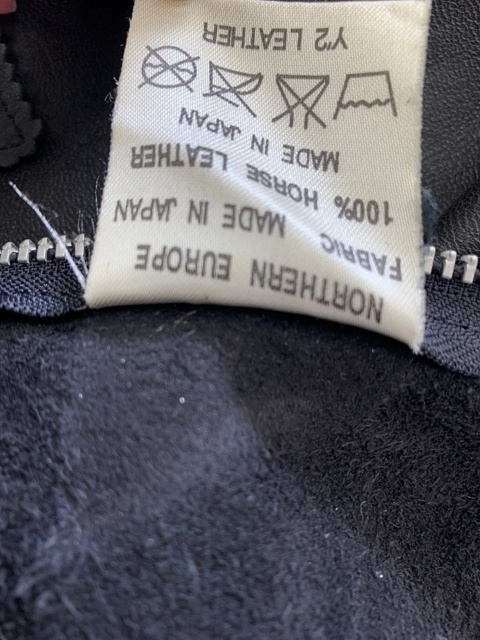 NORTHERN EUROPE
FABRIC MADE IN JAPAN
100% HORSE LEATHER
MADE IN JAPAN
Y'2 LEATHER